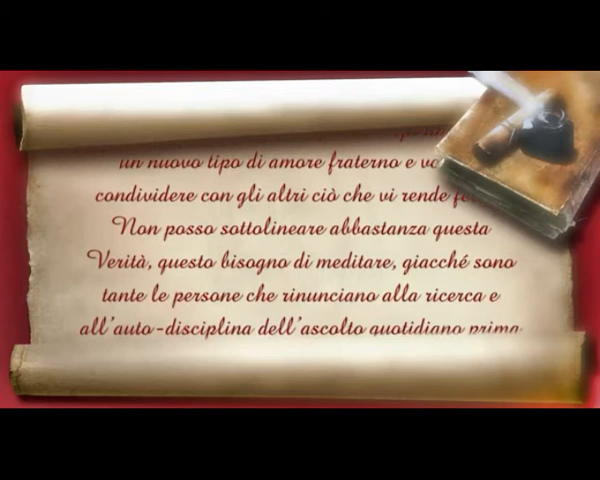 un nuovo tipo di amore fraterno e
condividere con gli altri ciò che vi rende
Non posso sottolineare abbastanza questa
Verità, questo bisogno di meditare, giacché sono
tante le persone che rinunciano alla ricerca e
all'auto-disciplina dell'ascolto quotidiano prima